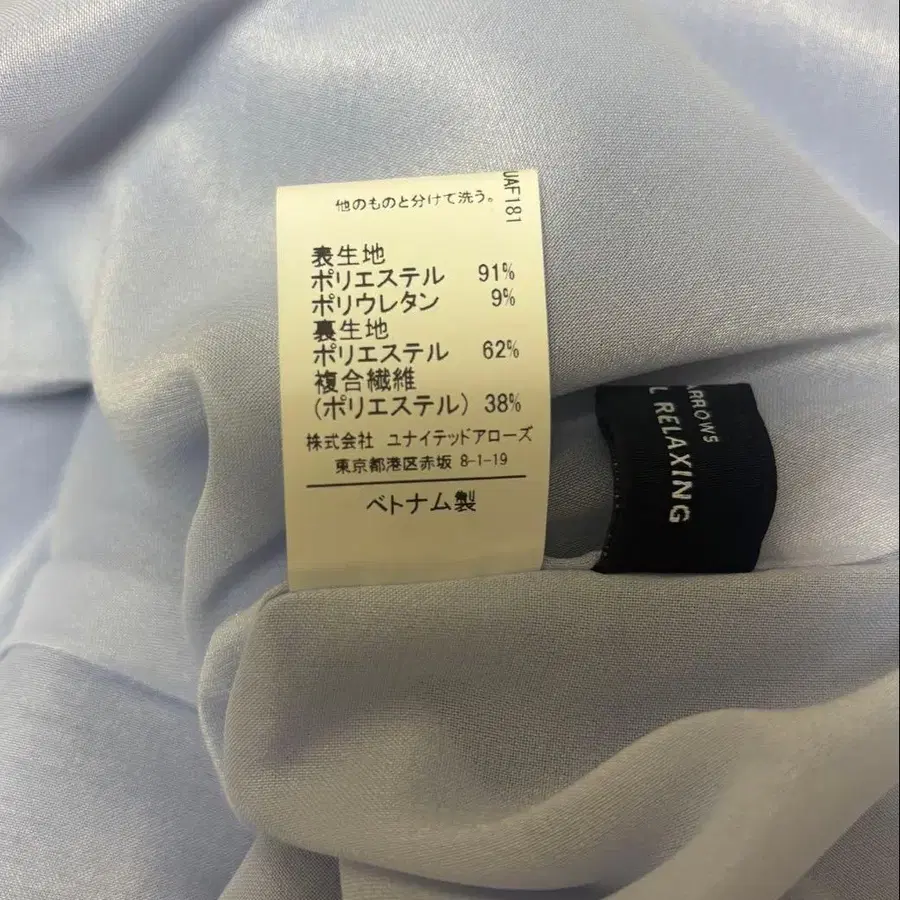 他のものと分けて洗う。
UAF181
表生地
ポリエステル 91%
ポリウレタン 9%
裏生地
ポリエステル 62%
複合繊維
(ポリエステル) 38%
株式会社 ユナイテッドアローズ
東京都港区赤坂 8-1-19
ベトナム製
ARROWS
L RELAXING